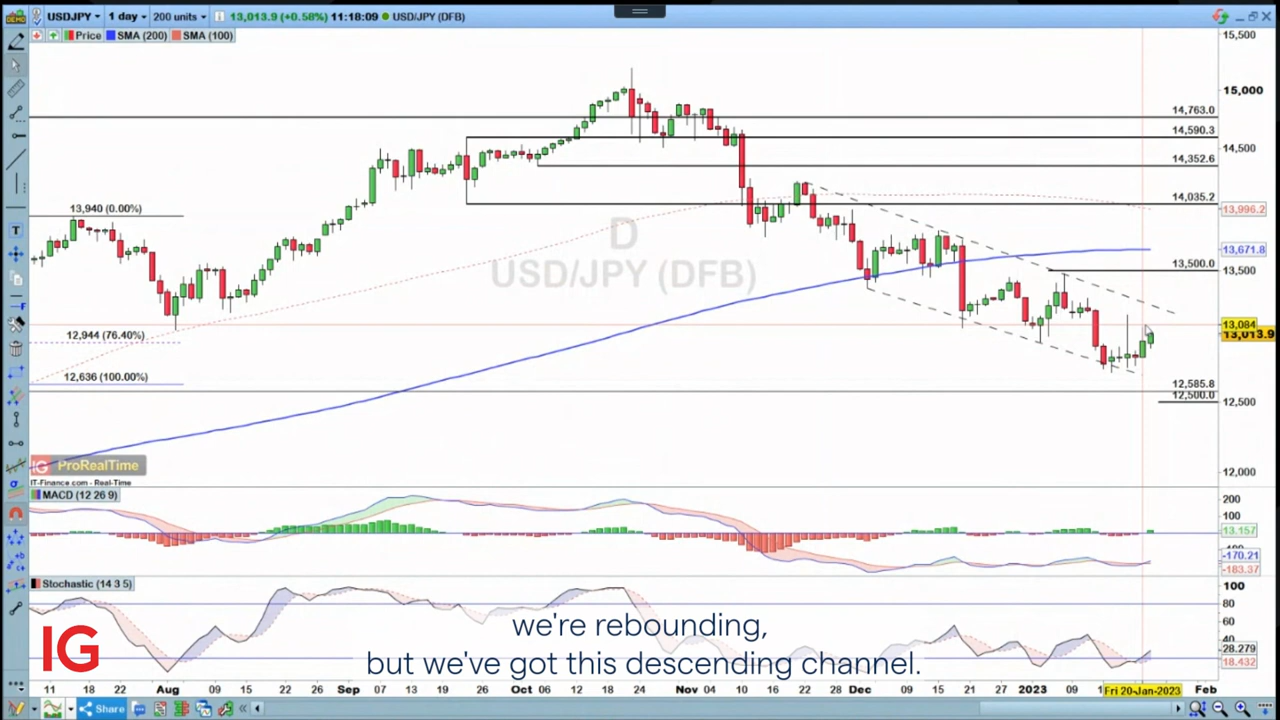 USDJPY 1 day 200 units 13,013.9 (+0.58%) 11:18:09 USD/JPY (DFB)
DEMO
Price SMA (200) SMA (100)
15,500
15,000
14,763.0
14,590.3
14,500
14,352.6
14,035.2
13,940 (0.00%)
13,996.2
D
USD/JPY (DFB)
13,671.8
13,500.0
13,500
13,084
13,013.9
12,944 (76.40%)
12,636 (100.00%)
12,585.8
12,500.0
12,500
IG ProRealTime
12,000
IT-Finance.com - Real-Time
MACD (12 26 9)
200
100
13.157
-170.21
-183.37
Stochastic (14 3 5)
100
80
60
40
28.279
18.432
we're rebounding,
but we've got this descending channel.
IG
11 18 22 Aug 09 15 22 26 Sep 07 13 19 23 Oct 06 12 18 24 Nov 04 10 16 22 28 Dec 09 15 21 27 2023 09 Fri 20-Jan-2023 Feb
Share